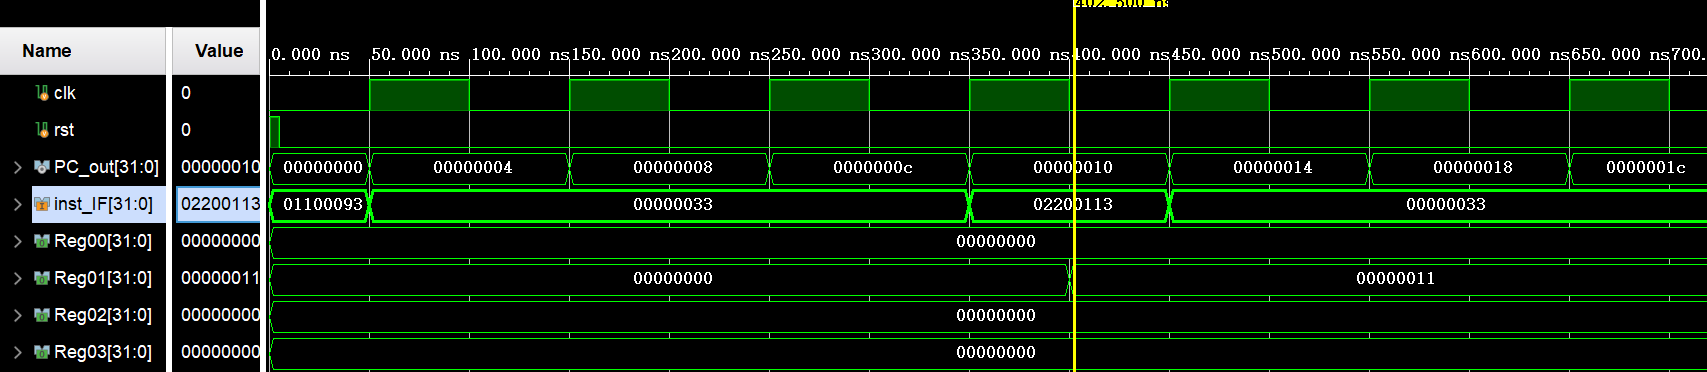 402.500 ns
Name Value
0.000 ns 50.000 ns 100.000 ns 150.000 ns 200.000 ns 250.000 ns 300.000 ns 350.000 ns 400.000 ns 450.000 ns 500.000 ns 550.000 ns 600.000 ns 650.000 ns 700.
clk 0
rst 0
PC_out[31:0] 00000010 00000000 00000004 00000008 0000000c 00000010 00000014 00000018 0000001c
inst_IF[31:0] 02200113 01100093 00000033 02200113 00000033
Reg00[31:0] 00000000 00000000
Reg01[31:0] 00000011 00000000 00000011
Reg02[31:0] 00000000 00000000
Reg03[31:0] 00000000 00000000